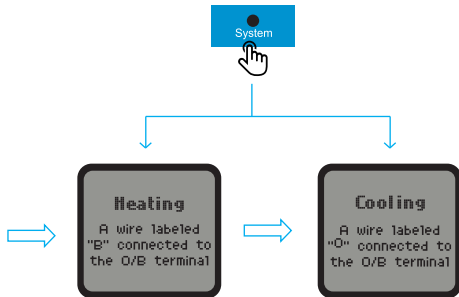 System
Heating
A wire labeled
"B" connected to
the O/B terminal
Cooling
A wire labeled
"O" connected to
the O/B terminal